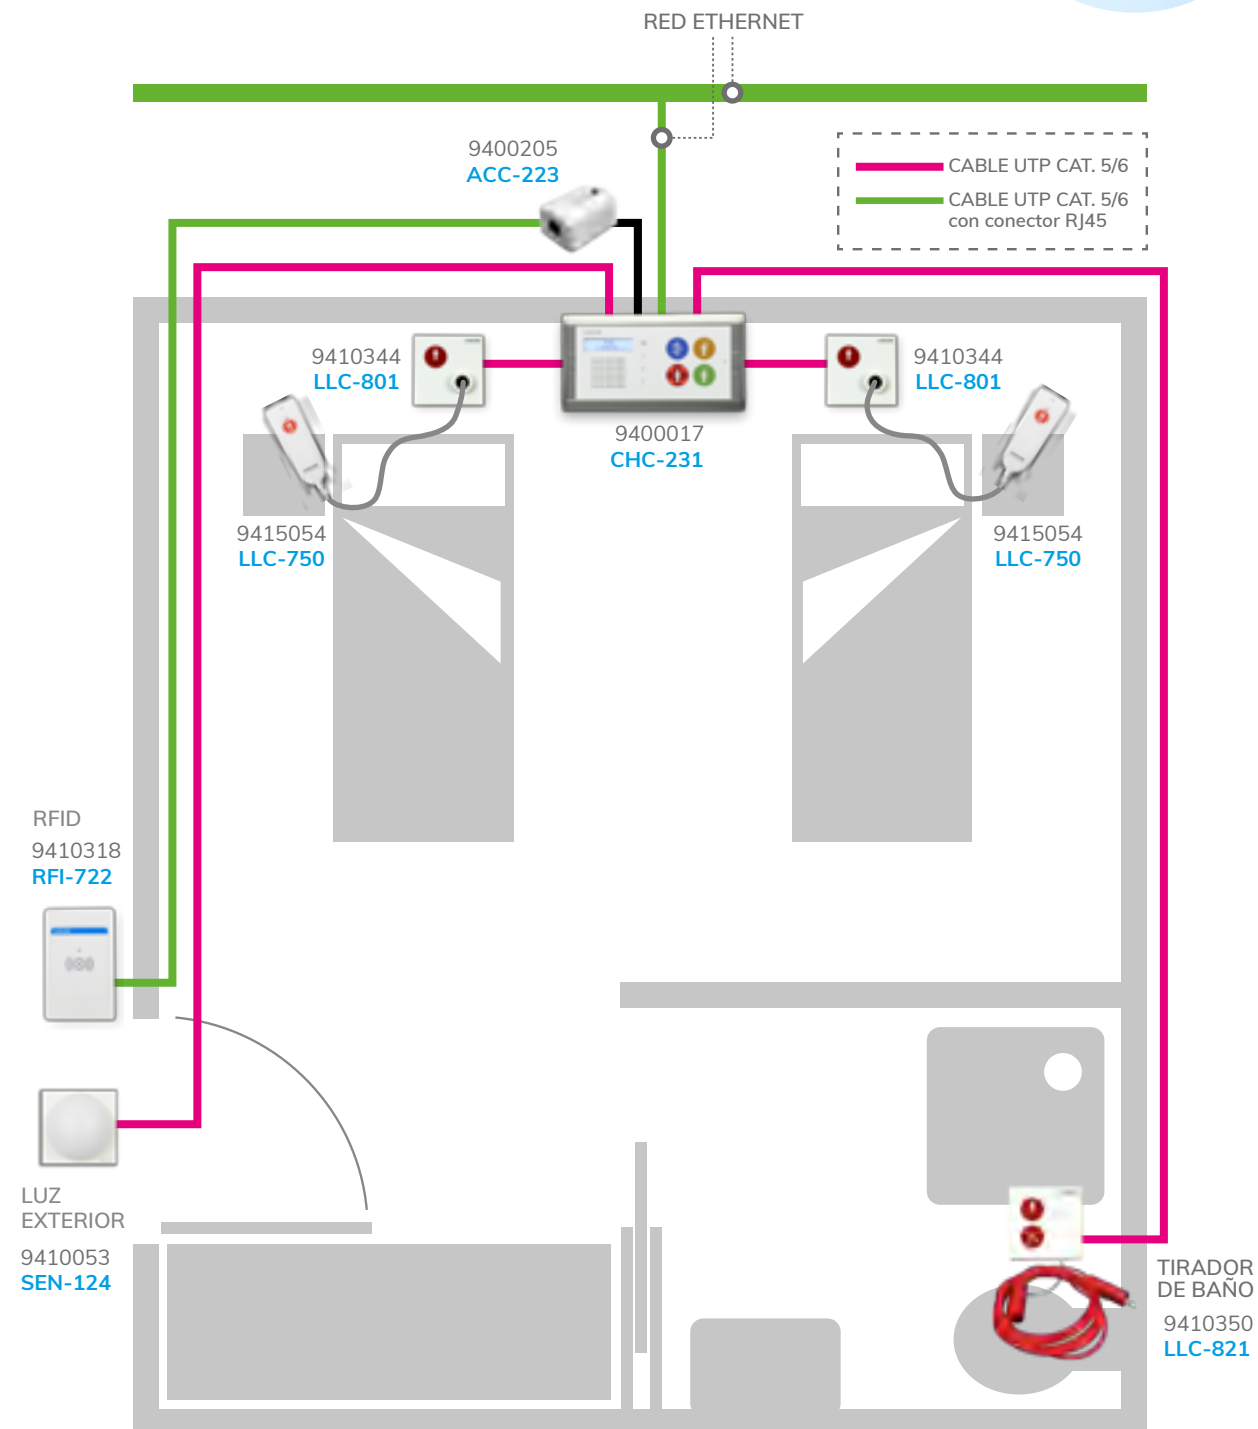 RED ETHERNET
9400205
ACC-223
CABLE UTP CAT. 5/6
CABLE UTP CAT. 5/6
con conector RJ45
9410344
LLC-801
9410344
LLC-801
9400017
CHC-231
9415054
LLC-750
9415054
LLC-750
RFID
9410318
RFI-722
LUZ
EXTERIOR
9410053
SEN-124
TIRADOR
DE BAÑO
9410350
LLC-821